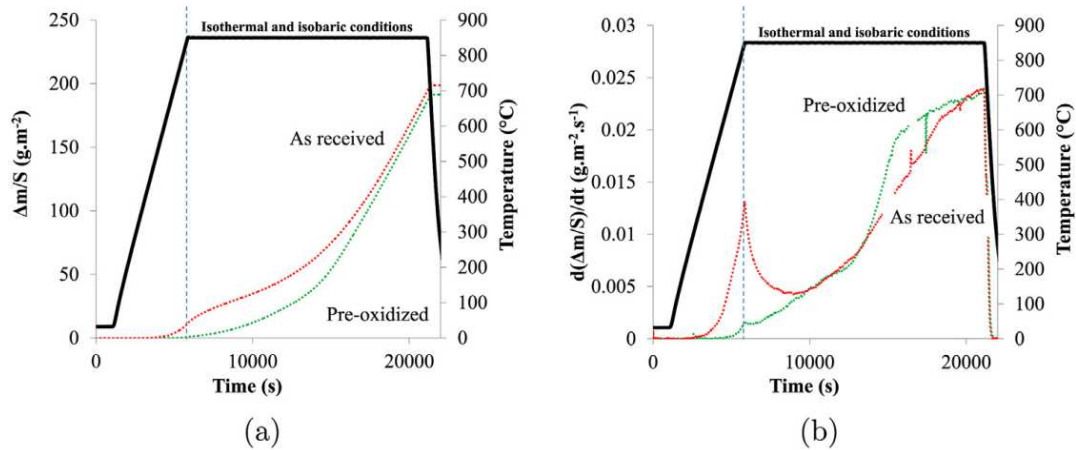 Isothermal and isobaric conditions
250
200
150
100
50
0
900
800
700
600
500
400
300
200
100
0
Δm/S (g.m⁻²)
Temperature (°C)
As received
Pre-oxidized
0
10000
20000
Time (s)
(a)
Isothermal and isobaric conditions
0.03
0.025
0.02
0.015
0.01
0.005
0
900
800
700
600
500
400
300
200
100
0
d(Δm/S)/dt (g.m⁻².s⁻¹)
Temperature (°C)
Pre-oxidized
As received
0
10000
20000
Time (s)
(b)